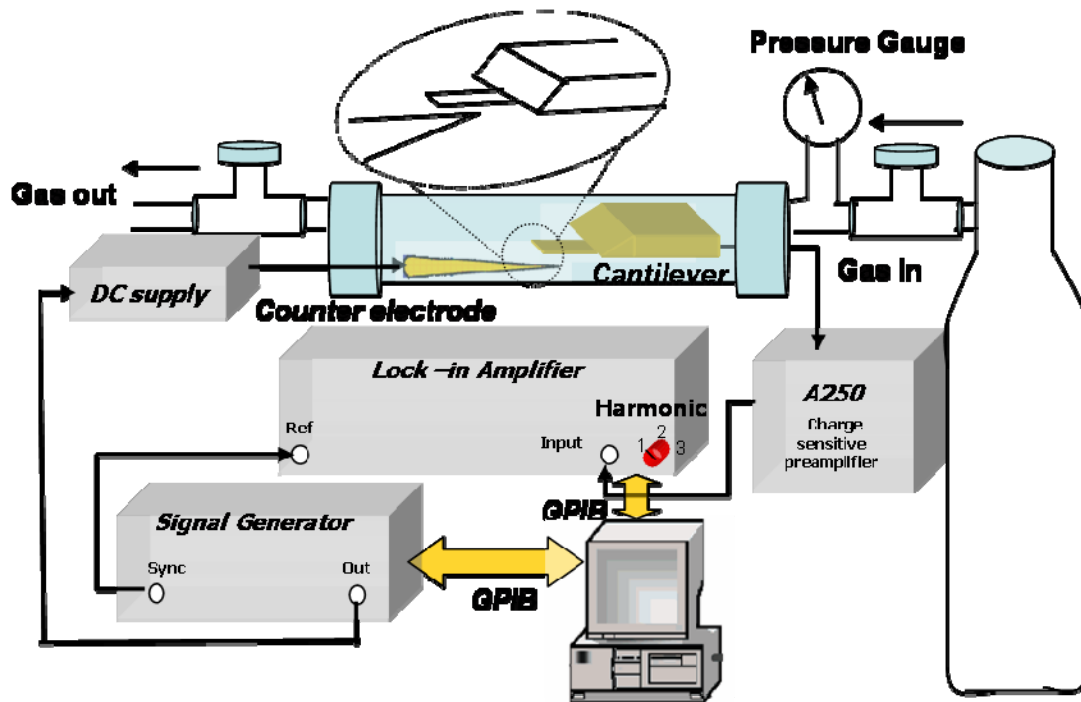 Pressure Gauge
Gas out
Gas in
Cantilever
DC supply
Counter electrode
Lock -in Amplifier
Harmonic
Ref
Input
1
2
3
A250
Charge
sensitive
preamplifier
GPIB
Signal Generator
Sync
Out
GPIB